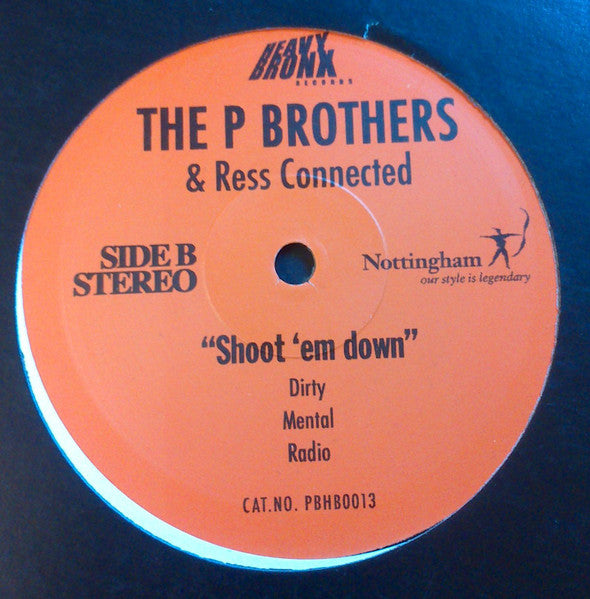 HEAVY
BRONX
RECORDS
THE P BROTHERS
& Ress Connected
SIDE B
STEREO
Nottingham
our style is legendary
“Shoot ‘em down”
Dirty
Mental
Radio
CAT.NO. PBHB0013